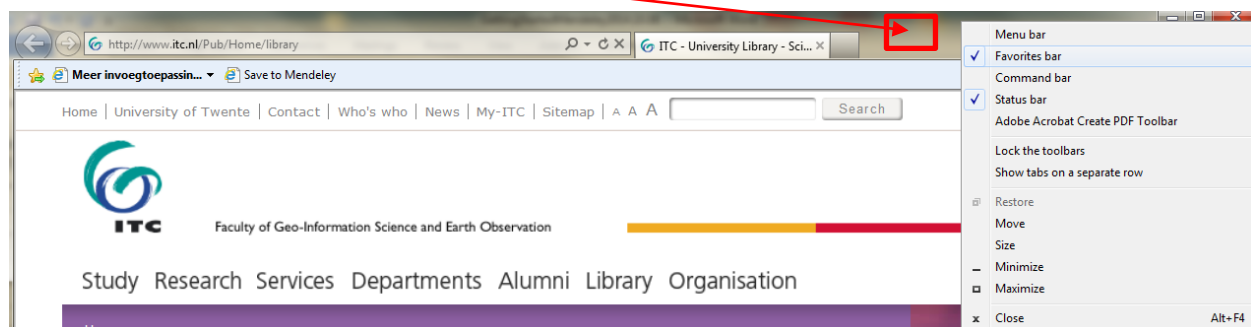 http://www.itc.nl/Pub/Home/library
ITC - University Library - Sci...
Meer invoegtoepassin...
Save to Mendeley
Home | University of Twente | Contact | Who's who | News | My-ITC | Sitemap | A A A
Search
ITC
Faculty of Geo-Information Science and Earth Observation
Study Research Services Departments Alumni Library Organisation
Menu bar
Favorites bar
Command bar
Status bar
Adobe Acrobat Create PDF Toolbar
Lock the toolbars
Show tabs on a separate row
Restore
Move
Size
Minimize
Maximize
Close Alt+F4